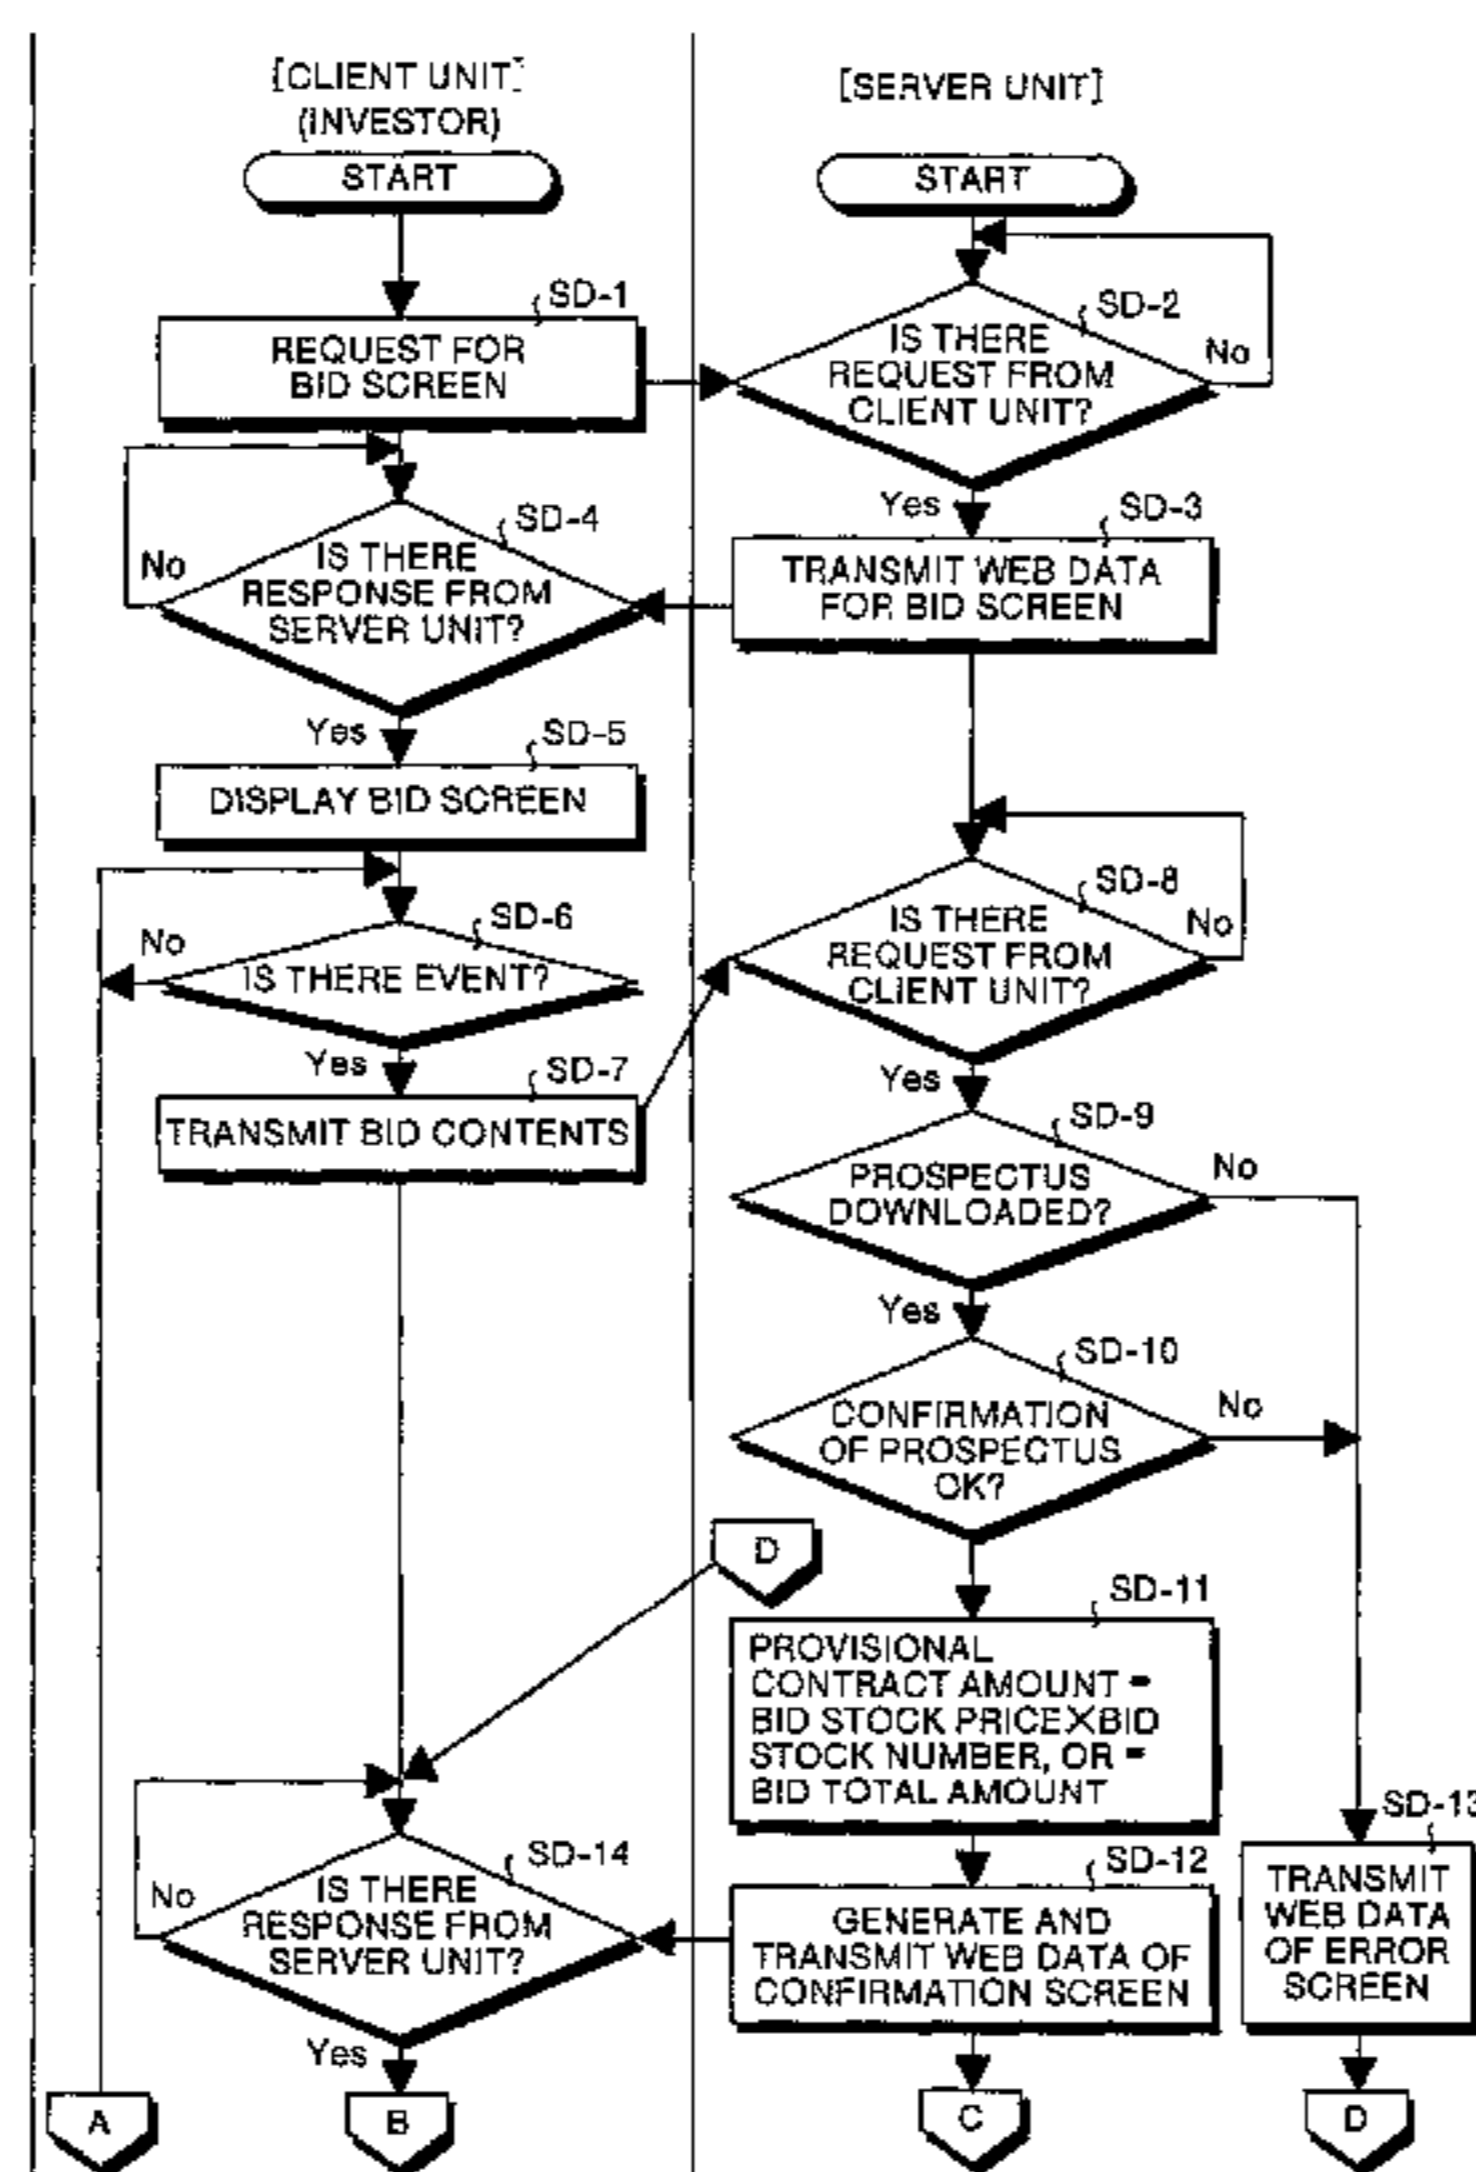 [CLIENT UNIT]
(INVESTOR)
START
SD-1
REQUEST FOR
BID SCREEN
SD-4
No
IS THERE
RESPONSE FROM
SERVER UNIT?
Yes
SD-5
DISPLAY BID SCREEN
SD-6
No
IS THERE EVENT?
Yes
SD-7
TRANSMIT BID CONTENTS
D
SD-14
No
IS THERE
RESPONSE FROM
SERVER UNIT?
Yes
A
B
[SERVER UNIT]
START
SD-2
No
IS THERE
REQUEST FROM
CLIENT UNIT?
Yes
SD-3
TRANSMIT WEB DATA
FOR BID SCREEN
SD-8
No
IS THERE
REQUEST FROM
CLIENT UNIT?
Yes
SD-9
No
PROSPECTUS
DOWNLOADED?
Yes
SD-10
No
CONFIRMATION
OF PROSPECTUS
OK?
SD-11
PROVISIONAL
CONTRACT AMOUNT =
BID STOCK PRICE×BID
STOCK NUMBER, OR =
BID TOTAL AMOUNT
SD-12
GENERATE AND
TRANSMIT WEB DATA OF
CONFIRMATION SCREEN
C
SD-13
TRANSMIT
WEB DATA
OF ERROR
SCREEN
D